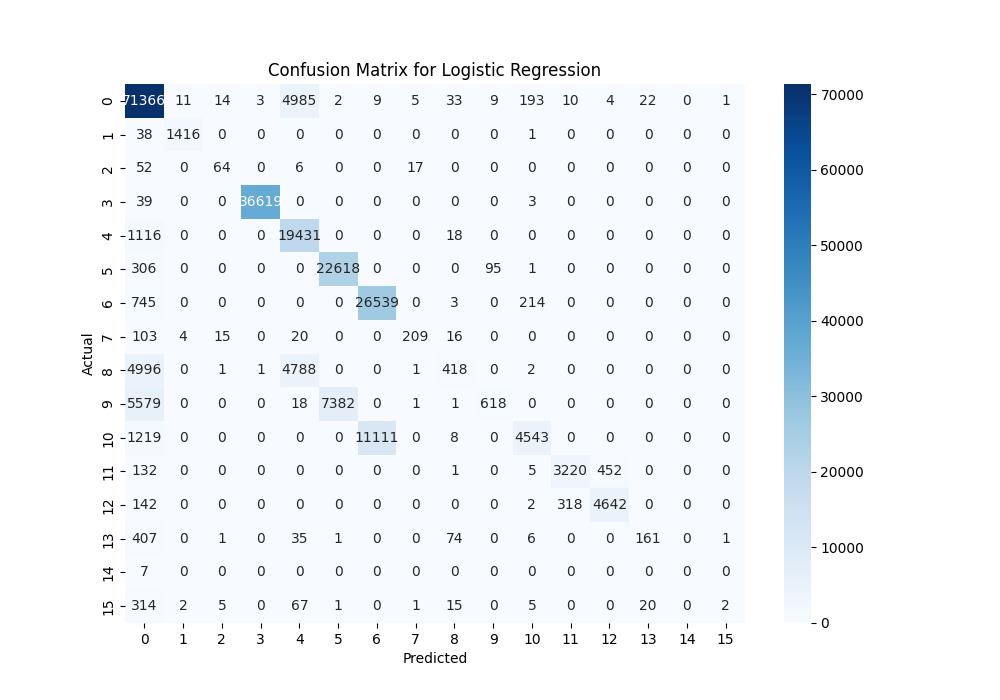 Confusion Matrix for Logistic Regression
0 71366 11 14 3 4985 2 9 5 33 9 193 10 4 22 0 1
1 38 1416 0 0 0 0 0 0 0 0 1 0 0 0 0 0
2 52 0 64 0 6 0 0 17 0 0 0 0 0 0 0 0
3 39 0 0 36619 0 0 0 0 0 0 3 0 0 0 0 0
4 1116 0 0 0 19431 0 0 0 18 0 0 0 0 0 0 0
5 306 0 0 0 0 22618 0 0 0 95 1 0 0 0 0 0
6 745 0 0 0 0 0 26539 0 3 0 214 0 0 0 0 0
7 103 4 15 0 20 0 0 209 16 0 0 0 0 0 0 0
8 4996 0 1 1 4788 0 0 1 418 0 2 0 0 0 0 0
9 5579 0 0 0 18 7382 0 1 1 618 0 0 0 0 0 0
10 1219 0 0 0 0 0 11111 0 8 0 4543 0 0 0 0 0
11 132 0 0 0 0 0 0 0 1 0 5 3220 452 0 0 0
12 142 0 0 0 0 0 0 0 0 0 2 318 4642 0 0 0
13 407 0 1 0 35 1 0 0 74 0 6 0 0 161 0 1
14 7 0 0 0 0 0 0 0 0 0 0 0 0 0 0 0
15 314 2 5 0 67 1 0 1 15 0 5 0 0 20 0 2
0 1 2 3 4 5 6 7 8 9 10 11 12 13 14 15
Predicted
Actual
70000
60000
50000
40000
30000
20000
10000
0